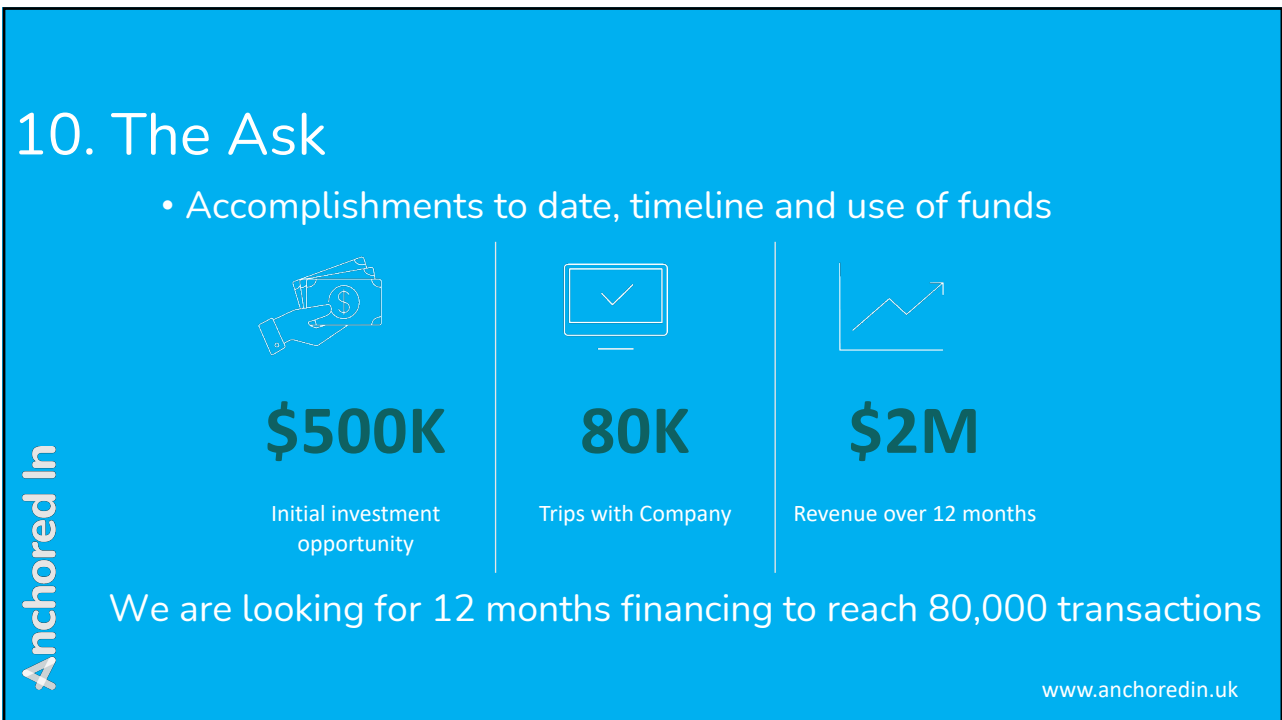 10. The Ask
• Accomplishments to date, timeline and use of funds
$
$500K
80K
$2M
Initial investment
opportunity
Trips with Company
Revenue over 12 months
We are looking for 12 months financing to reach 80,000 transactions
Anchored In
www.anchoredin.uk